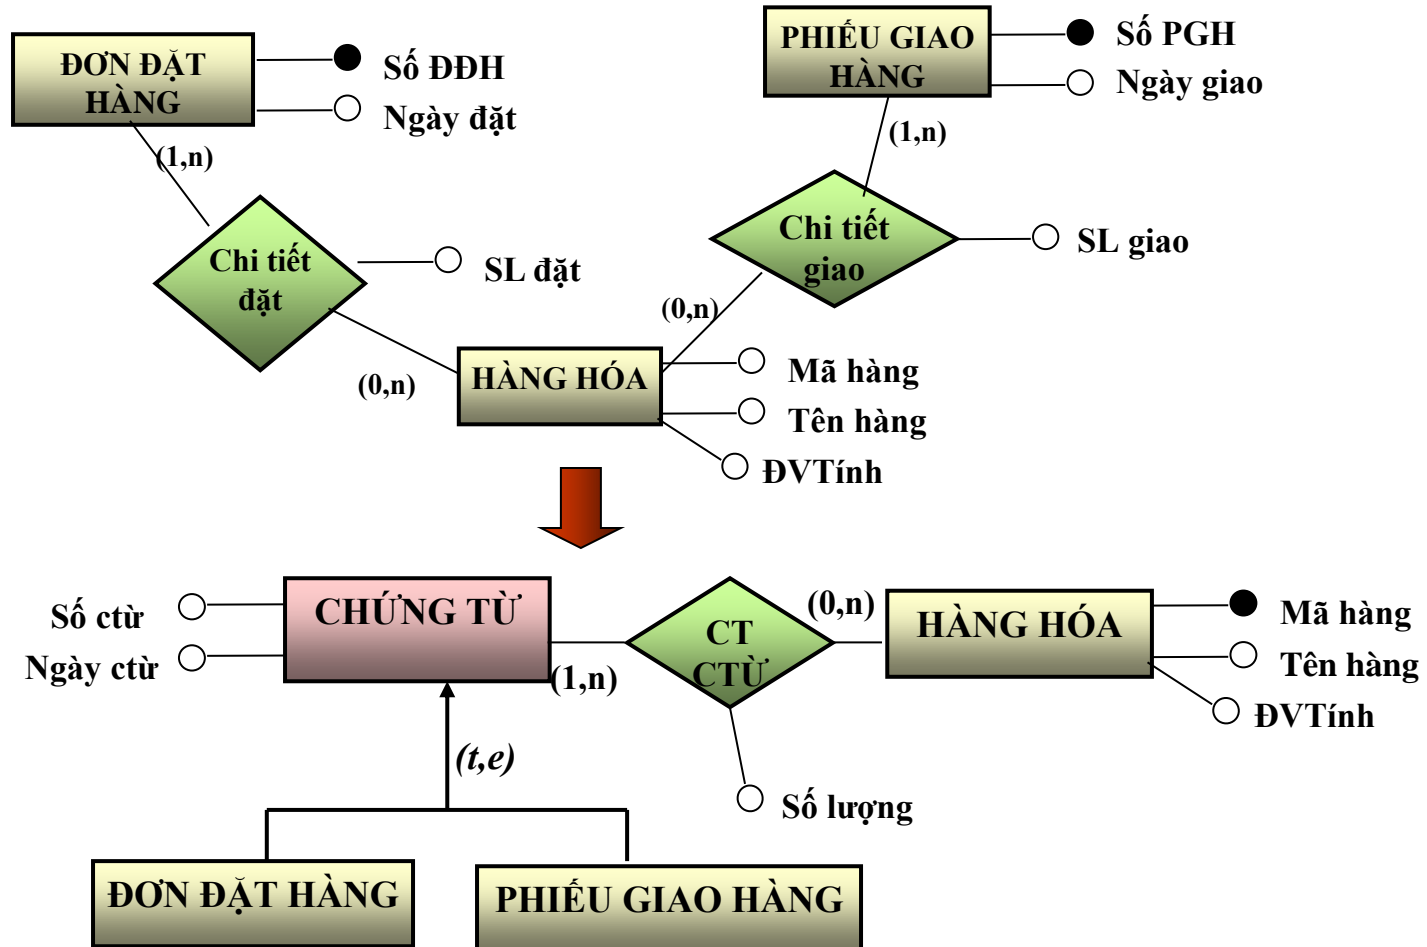 ĐƠN ĐẶT
HÀNG
Số ĐĐH
Ngày đặt
(1,n)
PHIẾU GIAO
HÀNG
Số PGH
Ngày giao
(1,n)
Chi tiết
đặt
SL đặt
(0,n)
Chi tiết
giao
SL giao
(0,n)
HÀNG HÓA
Mã hàng
Tên hàng
ĐVTính
Số ctừ
Ngày ctừ
CHỨNG TỪ
(1,n)
CT
CTỪ
(0,n)
HÀNG HÓA
Mã hàng
Tên hàng
ĐVTính
(t,e)
Số lượng
ĐƠN ĐẶT HÀNG
PHIẾU GIAO HÀNG